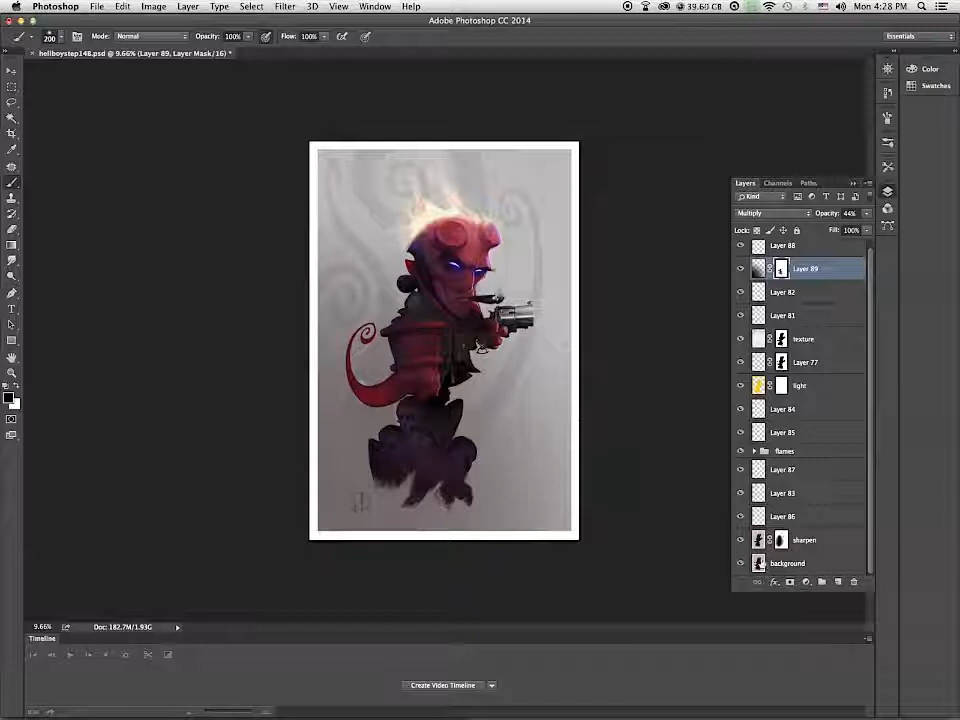 Photoshop File Edit Image Layer Type Select Filter 3D View Window Help 39.60 GB Mon 4:28 PM
Adobe Photoshop CC 2014
200 Mode: Normal Opacity: 100% Flow: 100% Essentials
hellboystep14B.psd @ 9.66% (Layer 89, Layer Mask/16) *
Color
Swatches
Layers Channels Paths
Kind
Multiply Opacity: 44%
Lock: Fill: 100%
Layer 88
Layer 89
Layer 82
Layer 81
texture
Layer 77
light
Layer 84
Layer 85
flames
Layer 87
Layer 83
Layer 86
sharpen
background
9.66% Doc: 182.7M/1.93G
Timeline
Create Video Timeline